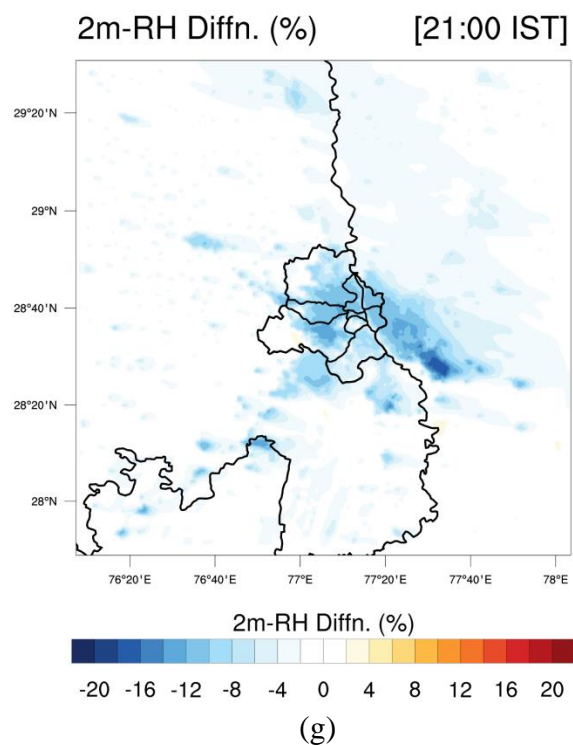 2m-RH Diffn. (%) [21:00 IST]
29°20'N
29°N
28°40'N
28°20'N
28°N
76°20'E 76°40'E 77°E 77°20'E 77°40'E 78°E
2m-RH Diffn. (%)
-20 -16 -12 -8 -4 0 4 8 12 16 20
(g)